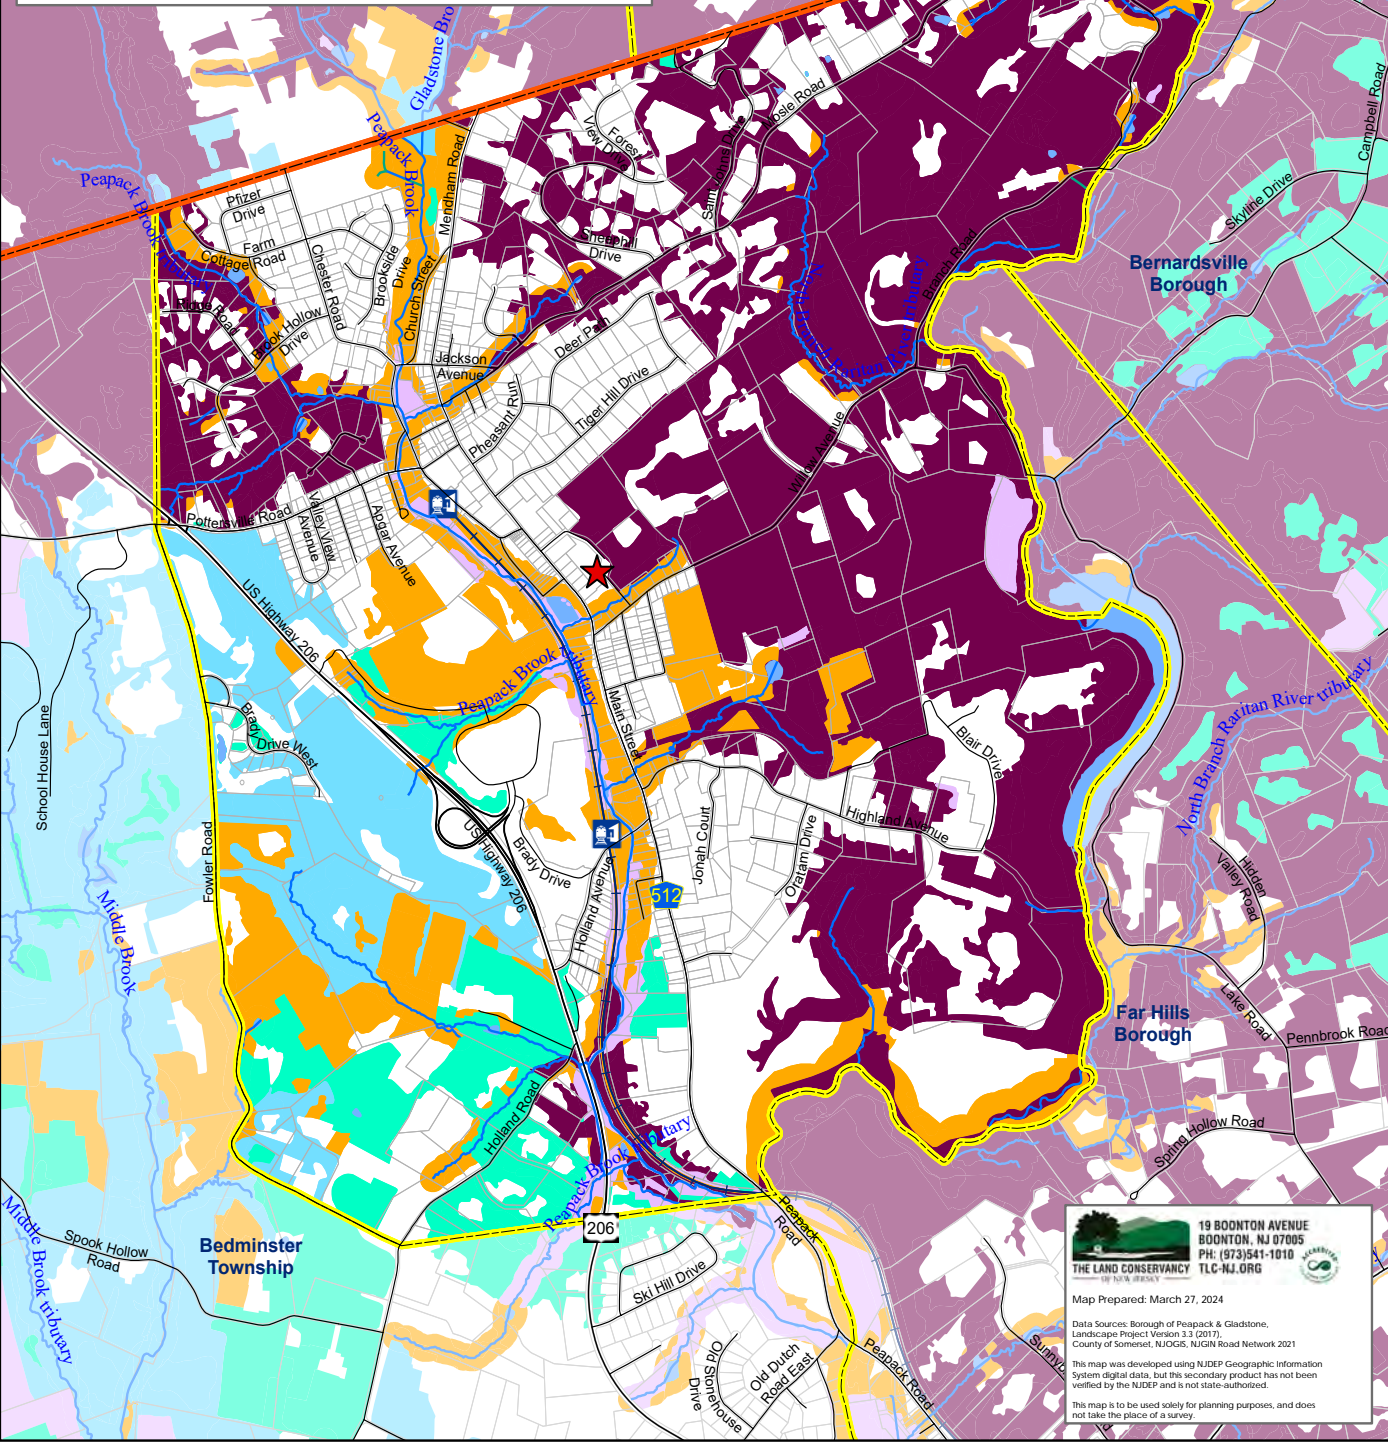 Gladstone Bro
Peapack
Brook
Mendham Road
Peapack Brook tributary
Pfizer
Drive
Farm
Cottage Road
Chester Road
Brookside
Drive
Church Street
Ridge Road
Brook Hollow
Drive
Jackson
Avenue
Forest
View Drive
Saint Johns Drive
Mosle Road
Sheephill
Drive
Deer Path
Tiger Hill Drive
Pheasant Run
North Branch Raritan River tributary
Branch Road
Willow Avenue
Campbell Road
Skyline Drive
Bernardsville
Borough
Pottersville Road
Valley View
Avenue
Apgar Avenue
US Highway 206
Peapack Brook tributary
Main Street
School House Lane
Brady
Drive West
Fowler Road
US Highway 206
Brady Drive
Holland Avenue
512
Jonah Court
Oratam Drive
Highland Avenue
Blair Drive
North Branch Raritan River tributary
Hidden
Valley Road
Lake Road
Far Hills
Borough
Pennbrook Road
Spring Hollow Road
Middle Brook
Holland Road
Peapack Brook tributary
206
Middle Brook tributary
Spook Hollow
Road
Bedminster
Township
Ski Hill Drive
Peapack
Road
Old Stonehouse
Drive
Old Dutch
Road East
Peapack Road
Sunnyb
THE LAND CONSERVANCY
OF NEW JERSEY
19 BOONTON AVENUE
BOONTON, NJ 07005
PH: (973)541-1010
TLC-NJ.ORG
ACCREDITED
Map Prepared: March 27, 2024
Data Sources: Borough of Peapack & Gladstone,
Landscape Project Version 3.3 (2017),
County of Somerset, NJOGIS, NJGIN Road Network 2021
This map was developed using NJDEP Geographic Information
System digital data, but this secondary product has not been
verified by the NJDEP and is not state-authorized.
This map is to be used solely for planning purposes, and does
not take the place of a survey.